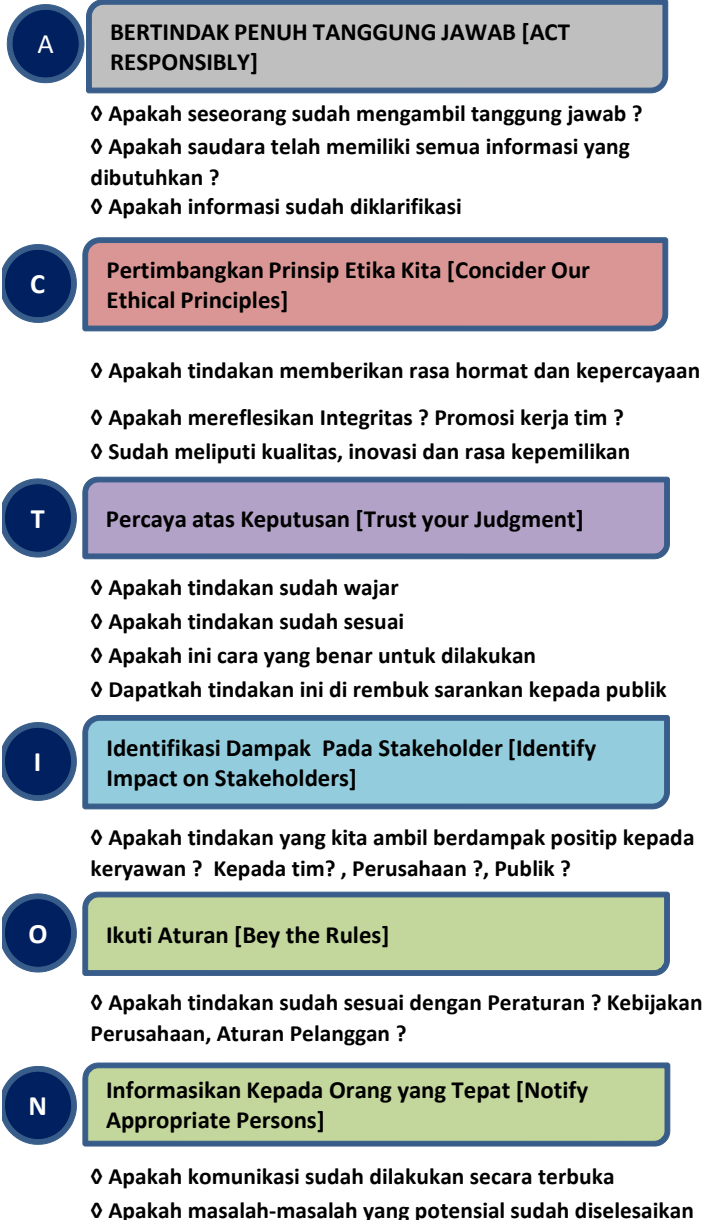 A
BERTINDAK PENUH TANGGUNG JAWAB [ACT
RESPONSIBLY]
◊ Apakah seseorang sudah mengambil tanggung jawab ?
◊ Apakah saudara telah memiliki semua informasi yang
dibutuhkan ?
◊ Apakah informasi sudah diklarifikasi
C
Pertimbangkan Prinsip Etika Kita [Concider Our
Ethical Principles]
◊ Apakah tindakan memberikan rasa hormat dan kepercayaan
◊ Apakah mereflesikan Integritas ? Promosi kerja tim ?
◊ Sudah meliputi kualitas, inovasi dan rasa kepemilikan
T
Percaya atas Keputusan [Trust your Judgment]
◊ Apakah tindakan sudah wajar
◊ Apakah tindakan sudah sesuai
◊ Apakah ini cara yang benar untuk dilakukan
◊ Dapatkah tindakan ini di rembuk sarankan kepada publik
I
Identifikasi Dampak Pada Stakeholder [Identify
Impact on Stakeholders]
◊ Apakah tindakan yang kita ambil berdampak positip kepada
keryawan ? Kepada tim? , Perusahaan ?, Publik ?
O
Ikuti Aturan [Bey the Rules]
◊ Apakah tindakan sudah sesuai dengan Peraturan ? Kebijakan
Perusahaan, Aturan Pelanggan ?
N
Informasikan Kepada Orang yang Tepat [Notify
Appropriate Persons]
◊ Apakah komunikasi sudah dilakukan secara terbuka
◊ Apakah masalah-masalah yang potensial sudah diselesaikan